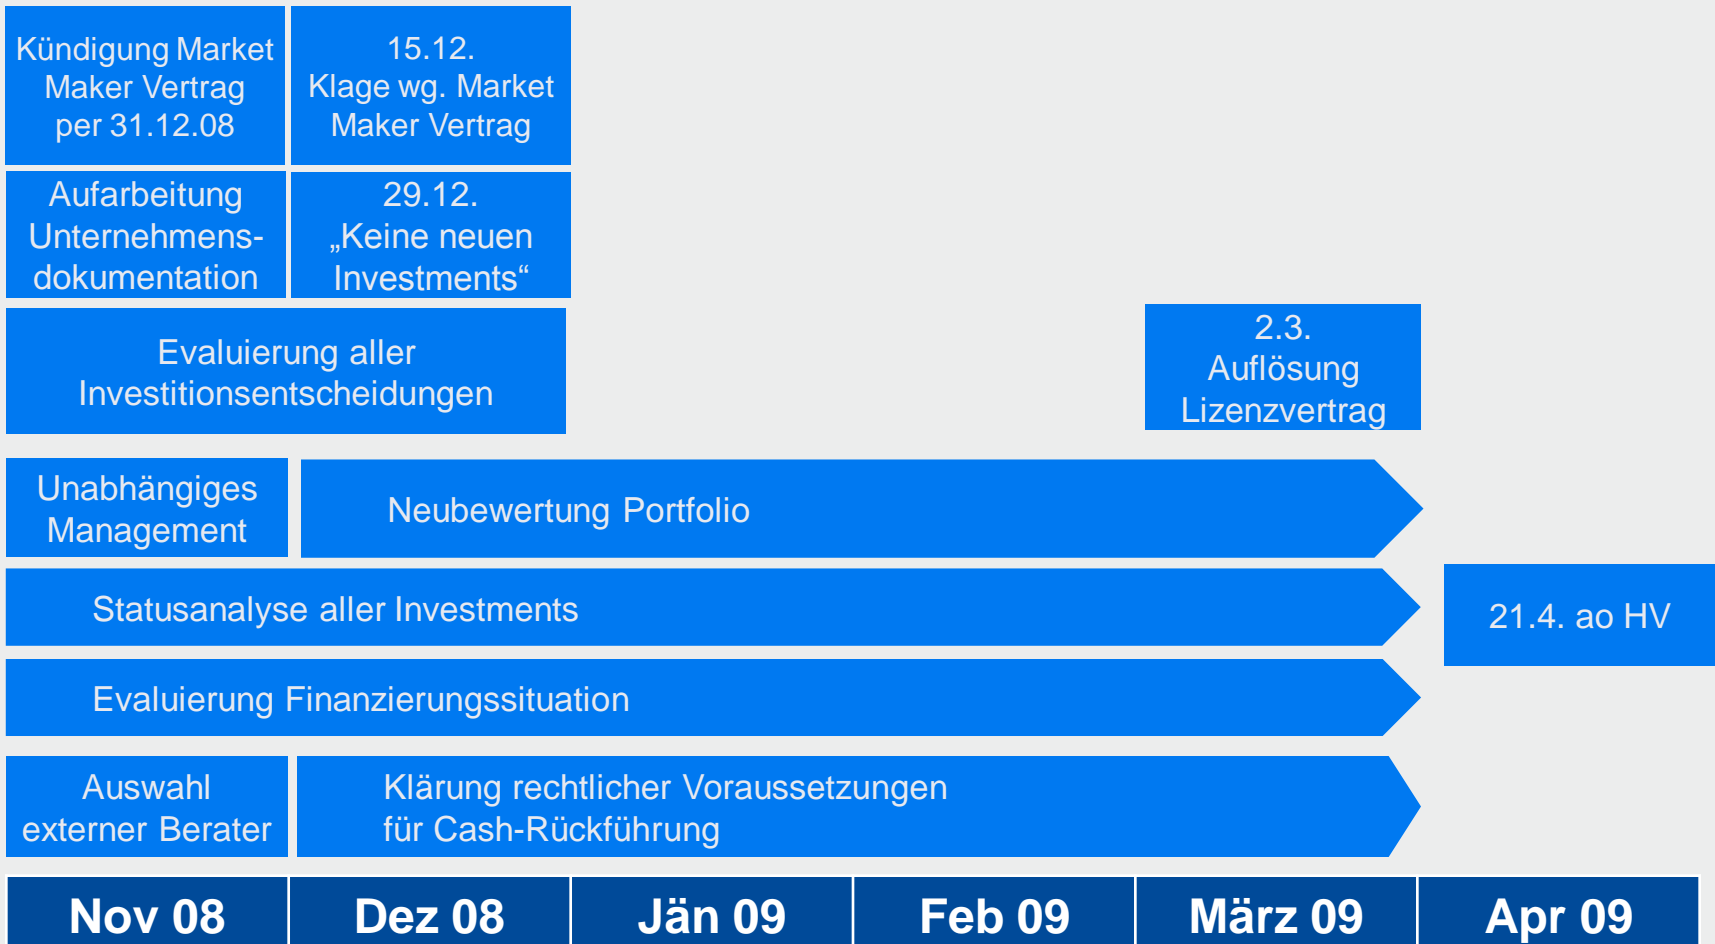 Kündigung Market
Maker Vertrag
per 31.12.08
15.12.
Klage wg. Market
Maker Vertrag
Aufarbeitung
Unternehmens-
dokumentation
29.12.
„Keine neuen
Investments“
Evaluierung aller
Investitionsentscheidungen
2.3.
Auflösung
Lizenzvertrag
Unabhängiges
Management
Neubewertung Portfolio
Statusanalyse aller Investments
21.4. ao HV
Evaluierung Finanzierungssituation
Auswahl
externer Berater
Klärung rechtlicher Voraussetzungen
für Cash-Rückführung
Nov 08
Dez 08
Jän 09
Feb 09
März 09
Apr 09